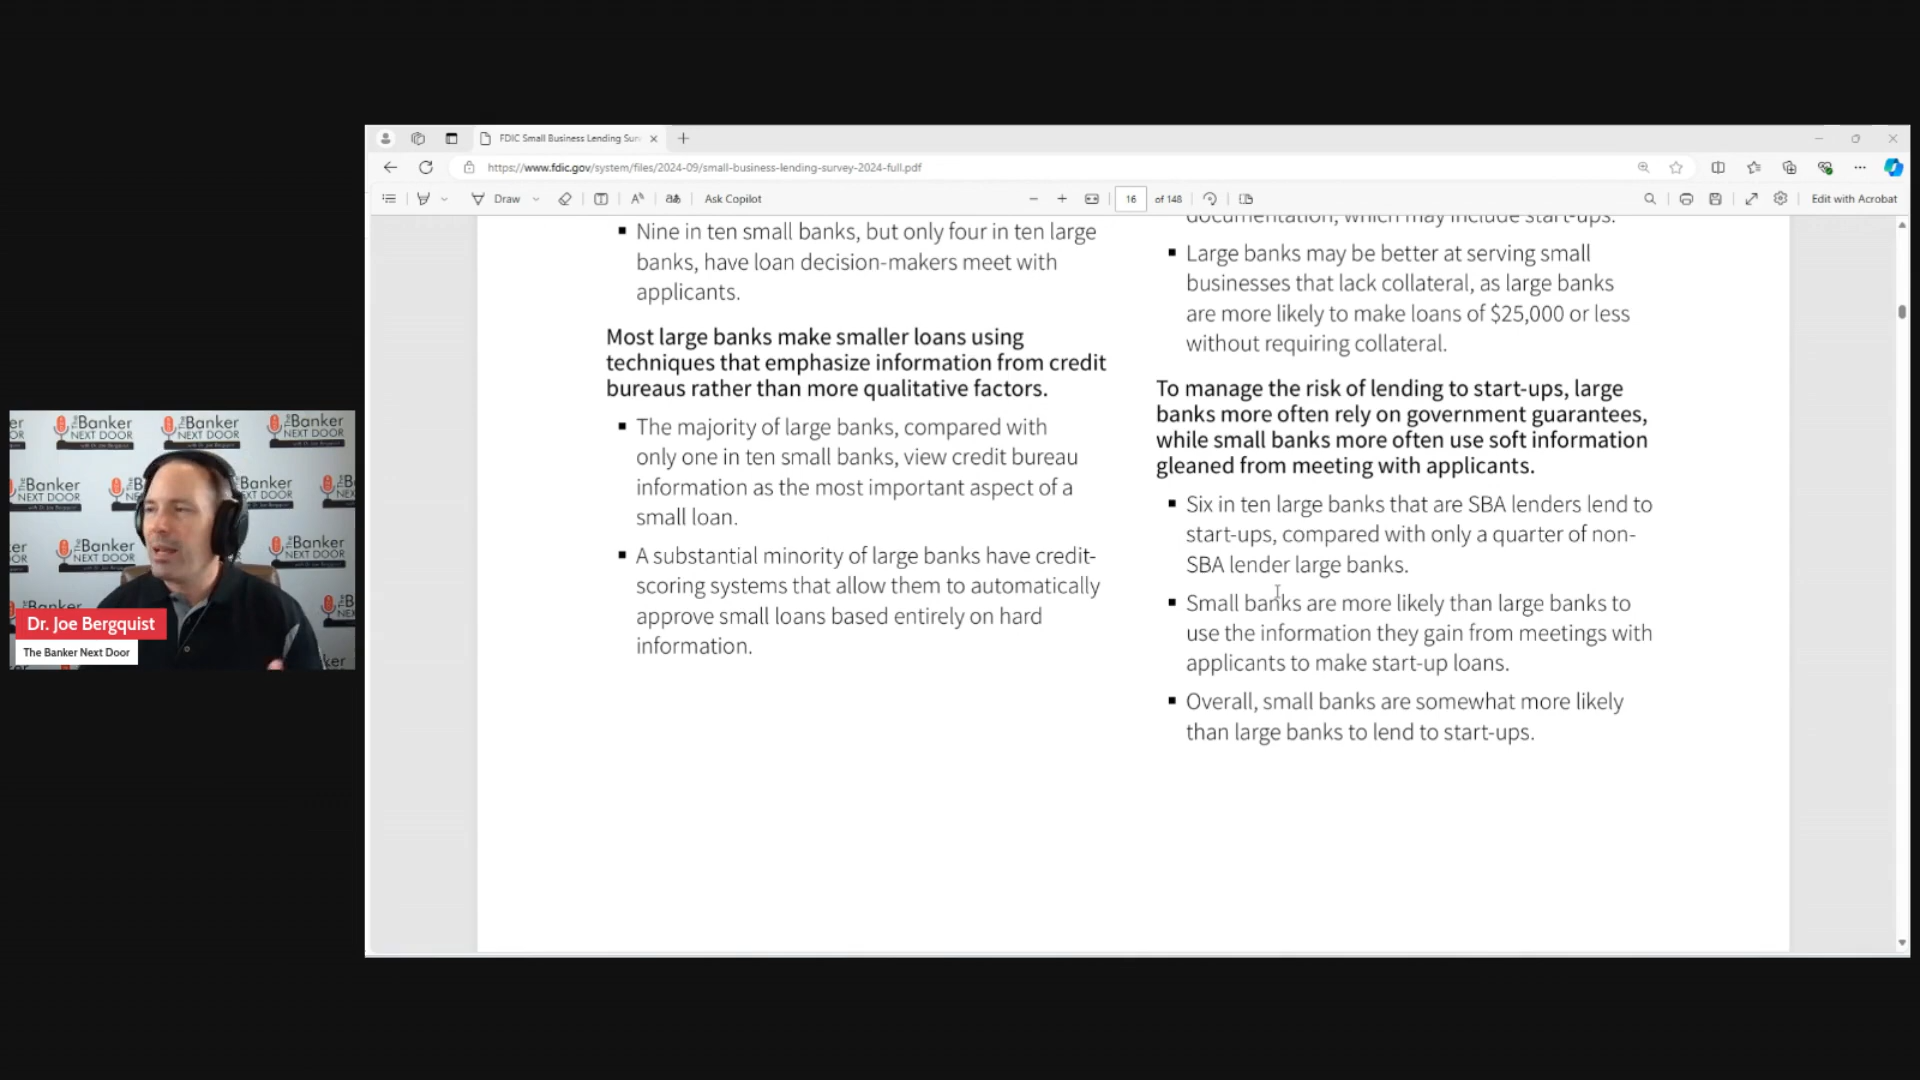 FDIC Small Business Lending Sur
https://www.fdic.gov/system/files/2024-09/small-business-lending-survey-2024-full.pdf
Draw
Ask Copilot
16 of 148
Edit with Acrobat
Nine in ten small banks, but only four in ten large
banks, have loan decision-makers meet with
applicants.
Most large banks make smaller loans using
techniques that emphasize information from credit
bureaus rather than more qualitative factors.
▪ The majority of large banks, compared with
only one in ten small banks, view credit bureau
information as the most important aspect of a
small loan.
▪ A substantial minority of large banks have credit-
scoring systems that allow them to automatically
approve small loans based entirely on hard
information.
documentation, which may include start-ups.
▪ Large banks may be better at serving small
businesses that lack collateral, as large banks
are more likely to make loans of $25,000 or less
without requiring collateral.
To manage the risk of lending to start-ups, large
banks more often rely on government guarantees,
while small banks more often use soft information
gleaned from meeting with applicants.
▪ Six in ten large banks that are SBA lenders lend to
start-ups, compared with only a quarter of non-
SBA lender large banks.
▪ Small banks are more likely than large banks to
use the information they gain from meetings with
applicants to make start-up loans.
▪ Overall, small banks are somewhat more likely
than large banks to lend to start-ups.
The Banker
NEXT DOOR
Dr. Joe Bergquist
The Banker Next Door